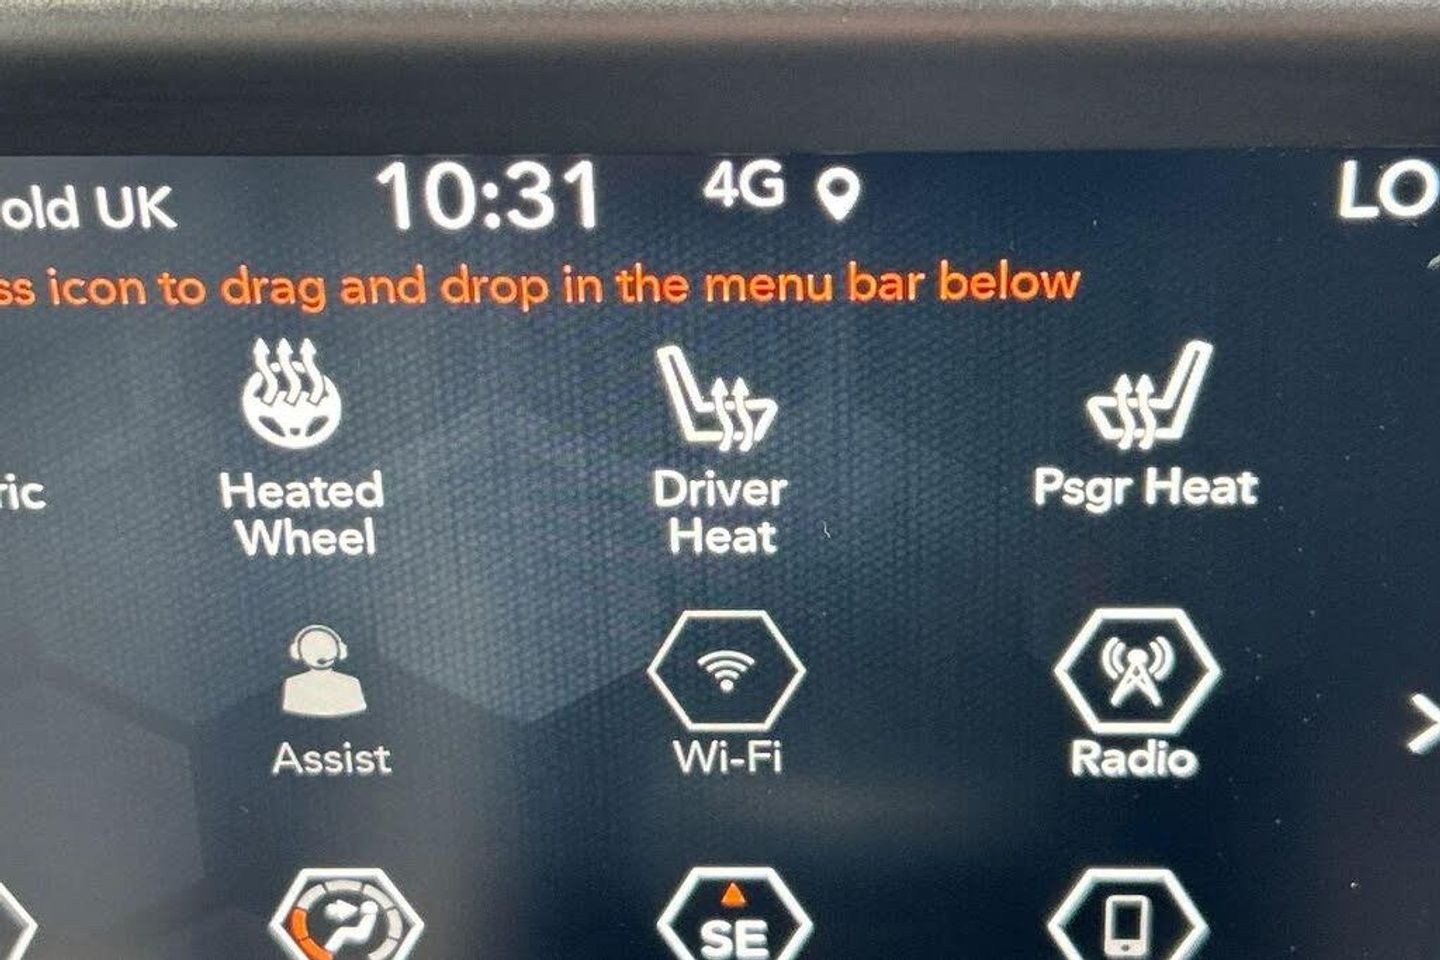 old UK 10:31 4G LO
ss icon to drag and drop in the menu bar below
ric
Heated
Wheel
Driver
Heat
Psgr Heat
Assist
Wi-Fi
Radio
SE